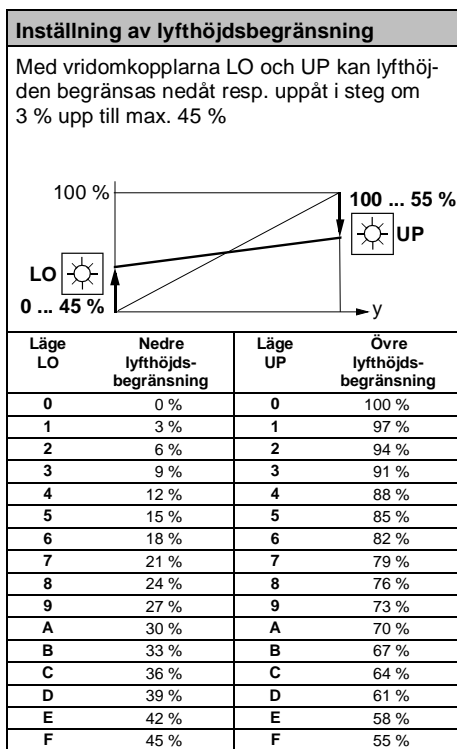 Inställning av lyfthöjdsbegränsning
Med vridomkopplarna LO och UP kan lyfthöj-
den begränsas nedåt resp. uppåt i steg om
3 % upp till max. 45 %
100 %
100 ... 55 %
UP
LO
0 ... 45 %
y
Läge LO Nedre lyfthöjds-begränsning Läge UP Övre lyfthöjds-begränsning
0 0 % 0 100 %
1 3 % 1 97 %
2 6 % 2 94 %
3 9 % 3 91 %
4 12 % 4 88 %
5 15 % 5 85 %
6 18 % 6 82 %
7 21 % 7 79 %
8 24 % 8 76 %
9 27 % 9 73 %
A 30 % A 70 %
B 33 % B 67 %
C 36 % C 64 %
D 39 % D 61 %
E 42 % E 58 %
F 45 % F 55 %